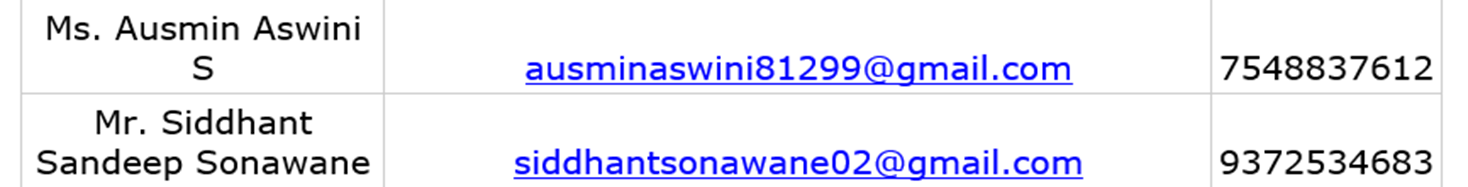 Ms. Ausmin Aswini
S
ausminaswini81299@gmail.com
7548837612
Mr. Siddhant
Sandeep Sonawane
siddhantsonawane02@gmail.com
9372534683